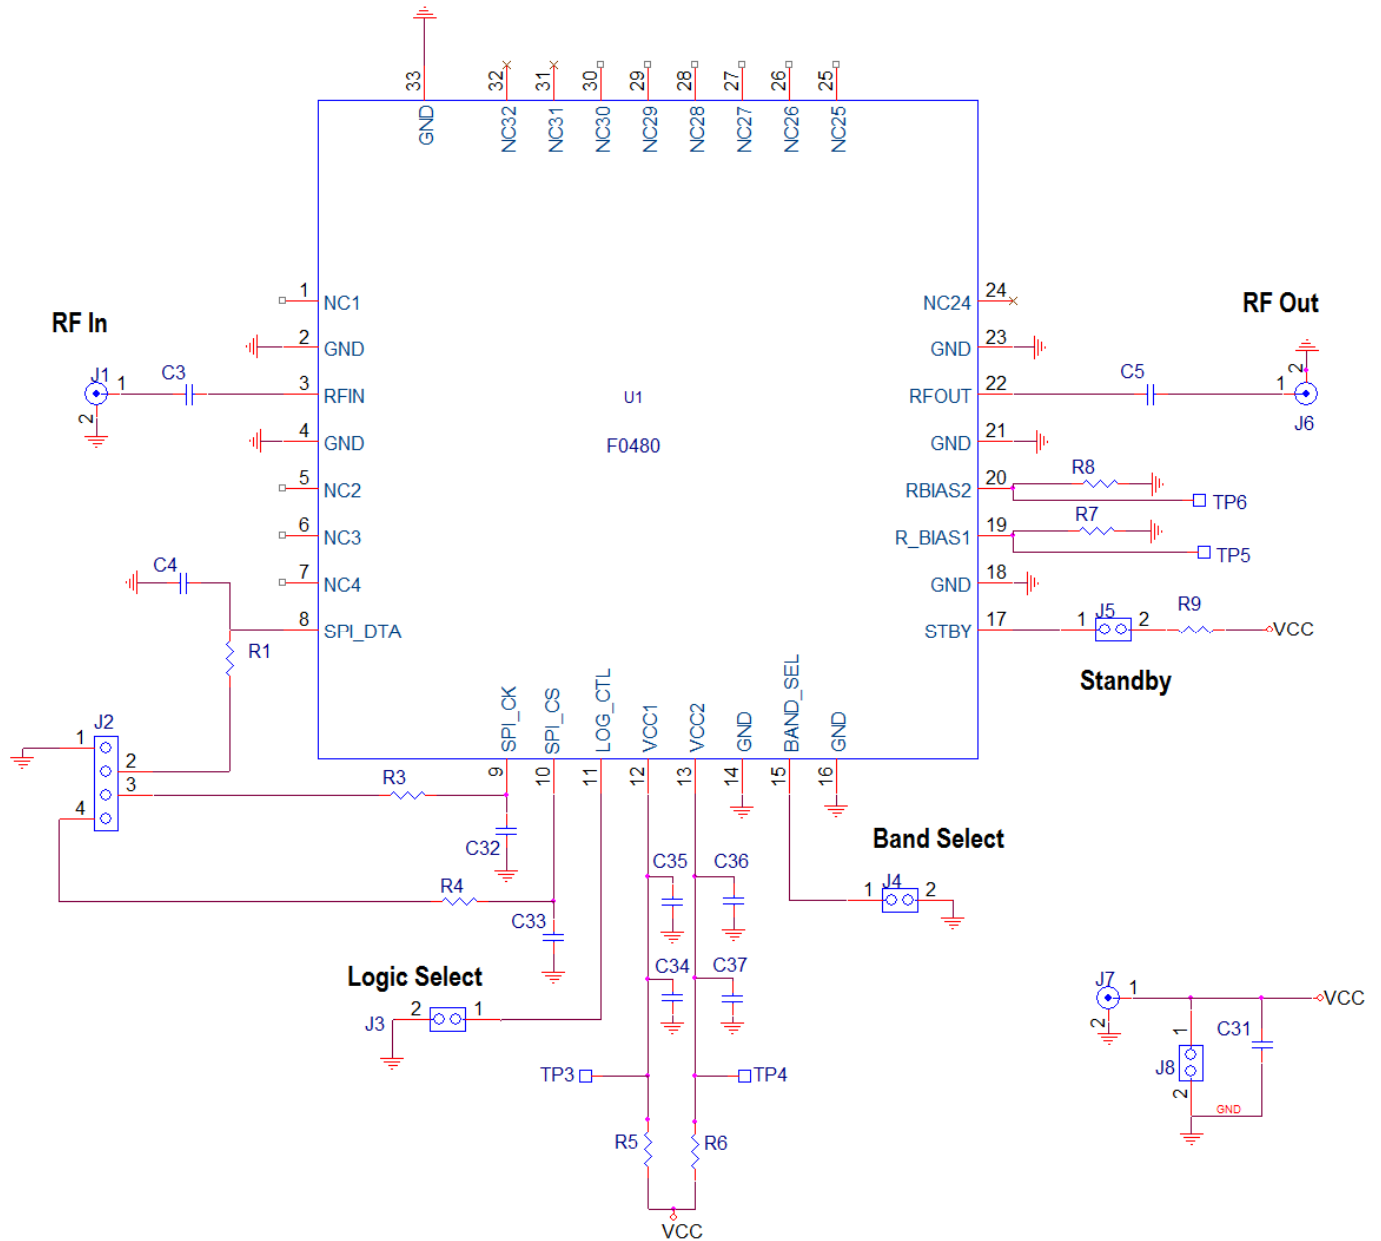 33
32
31
30
29
28
27
26
25
GND
NC32
NC31
NC30
NC29
NC28
NC27
NC26
NC25
RF In
RF Out
1
NC1
NC24
24
2
GND
GND
23
J1
1
2
C3
3
RFIN
U1
RFOUT
22
C5
1
2
J6
4
GND
F0480
GND
21
5
NC2
RBIAS2
20
R8
TP6
6
NC3
R_BIAS1
19
R7
TP5
C4
7
NC4
GND
18
8
SPI_DTA
STBY
17
1
J5
2
R9
VCC
R1
Standby
SPI_CK
SPI_CS
LOG_CTL
VCC1
VCC2
GND
BAND_SEL
GND
9
10
11
12
13
14
15
16
J2
1
2
3
4
R3
C32
R4
C33
C35
C36
Band Select
1
J4
2
Logic Select
C34
C37
J3
2
1
TP3
TP4
R5
R6
VCC
J7
1
2
VCC
1
J8
2
C31
GND